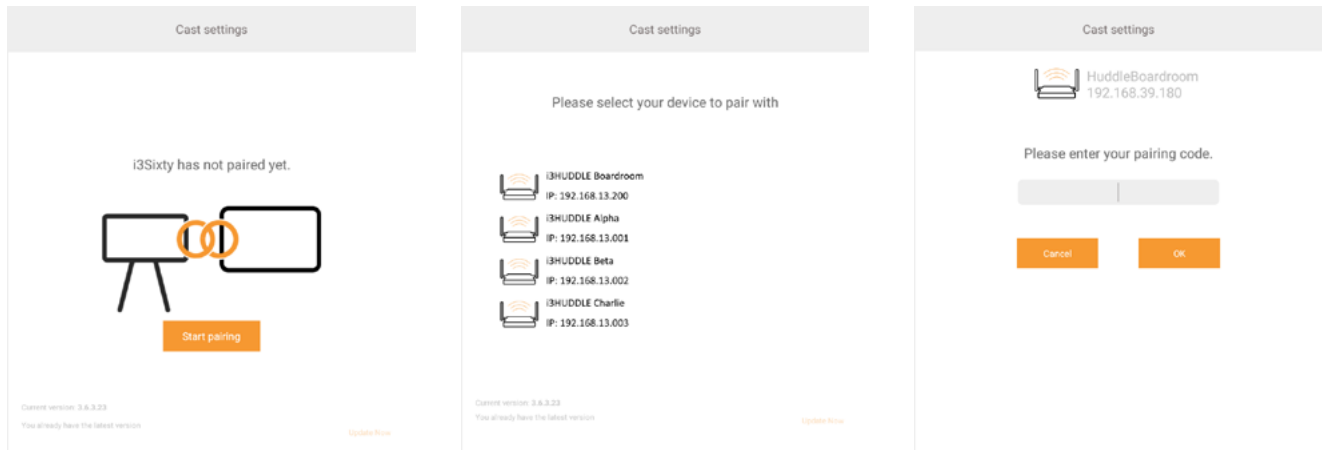 Cast settings
i3Sixty has not paired yet.
Start pairing
Current version: 3.6.3.23
You already have the latest version
Update Now
Cast settings
Please select your device to pair with
i3HUDDLE Boardroom
IP: 192.168.13.200
i3HUDDLE Alpha
IP: 192.168.13.001
i3HUDDLE Beta
IP: 192.168.13.002
i3HUDDLE Charlie
IP: 192.168.13.003
Current version: 3.6.3.23
You already have the latest version
Update Now
Cast settings
HuddleBoardroom
192.168.39.180
Please enter your pairing code.
Cancel
OK